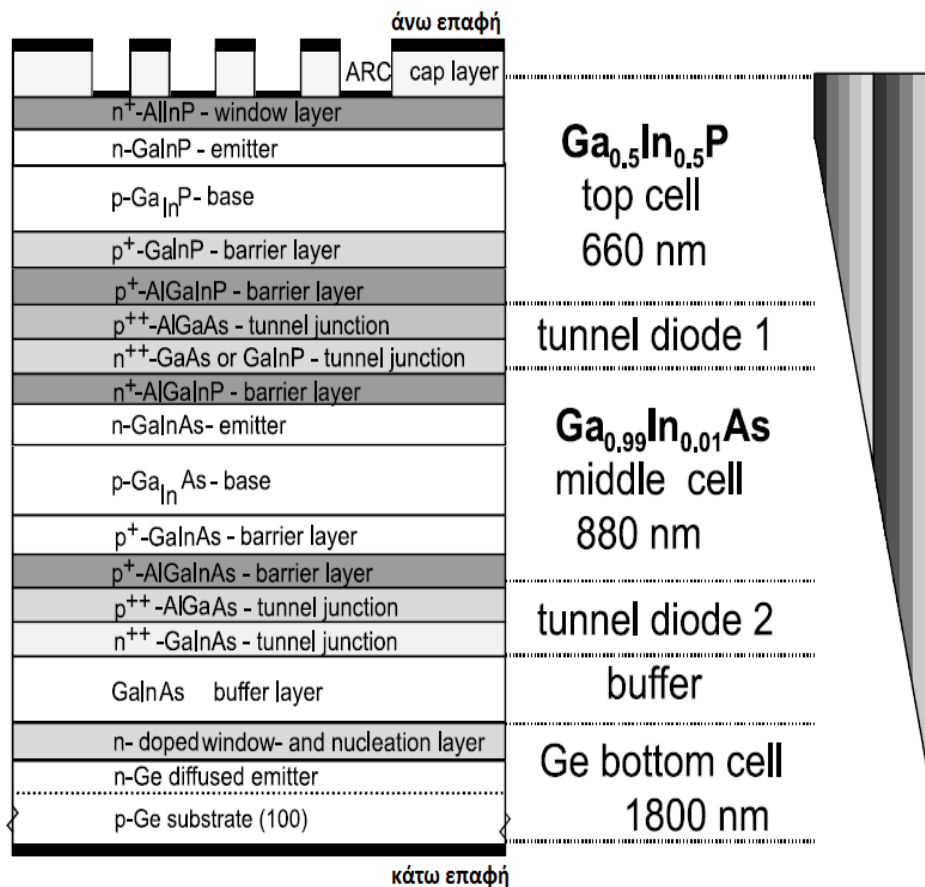 άνω επαφή
ARC cap layer
n⁺-AlInP - window layer
n-GaInP - emitter
p-GaInP - base
p⁺-GaInP - barrier layer
p⁺-AlGaInP - barrier layer
p⁺⁺-AlGaAs - tunnel junction
n⁺⁺-GaAs or GaInP - tunnel junction
n⁺-AlGaInP - barrier layer
n-GaInAs- emitter
p-GaInAs - base
p⁺-GaInAs - barrier layer
p⁺-AlGaInAs - barrier layer
p⁺⁺-AlGaAs - tunnel junction
n⁺⁺-GaInAs - tunnel junction
GaInAs buffer layer
n- doped window- and nucleation layer
n-Ge diffused emitter
p-Ge substrate (100)
κάτω επαφή
Ga₀.₅In₀.₅P
top cell
660 nm
tunnel diode 1
Ga₀.₉₉In₀.₀₁As
middle cell
880 nm
tunnel diode 2
buffer
Ge bottom cell
1800 nm